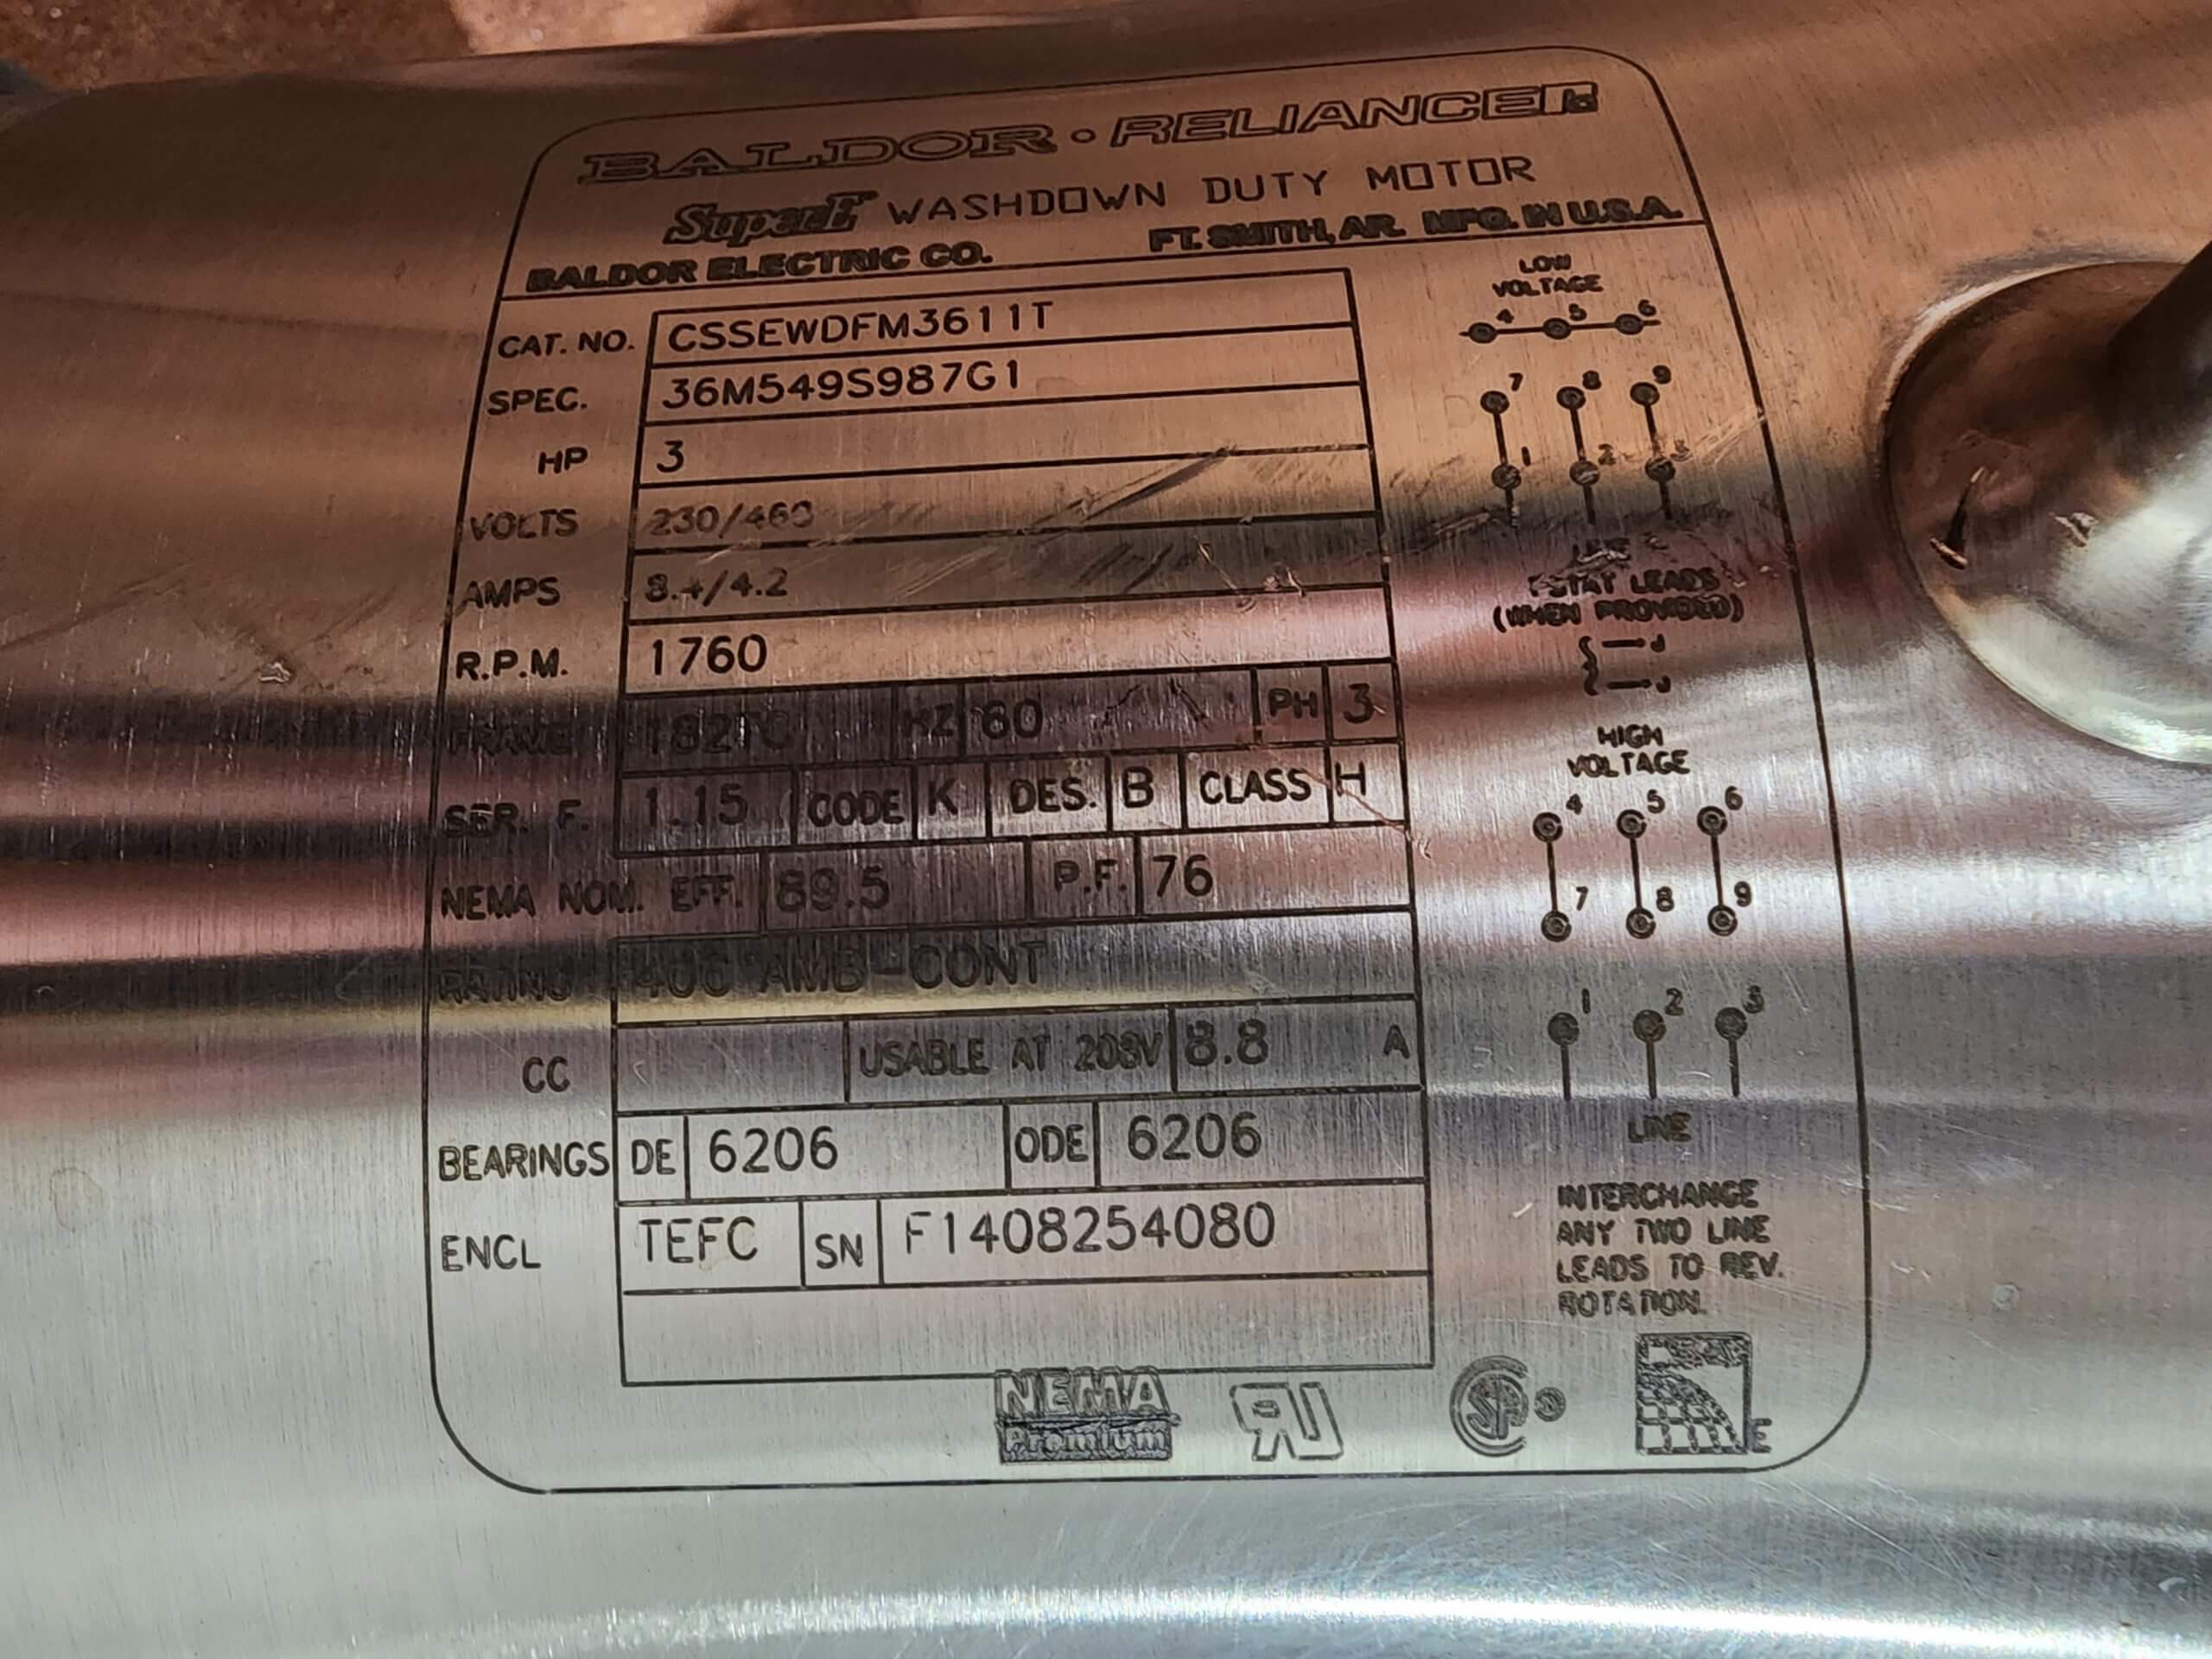 BALDOR • RELIANCER
SuperE WASHDOWN DUTY MOTOR
BALDOR ELECTRIC CO. FT. SMITH, AR. MFG. IN U.S.A.
CAT. NO. CSSEWDFM3611T
SPEC. 36M549S987G1
HP 3
VOLTS 230/460
AMPS 8.4/4.2
R.P.M. 1760
FRAME 182TC HZ 60 PH 3
SER. F. 1.15 CODE K DES. B CLASS H
NEMA NOM. EFF. 89.5 P.F. 76
RATING 40C AMB-CONT
CC USABLE AT 208V 8.8 A
BEARINGS DE 6206 ODE 6206
ENCL TEFC SN F1408254080
LOW
VOLTAGE
4 5 6
7 8 9
1 2 3
LINE
T-STAT LEADS
(WHEN PROVIDED)
J
J
HIGH
VOLTAGE
4 5 6
7 8 9
1 2 3
LINE
INTERCHANGE
ANY TWO LINE
LEADS TO REV.
ROTATION.
NEMA
Premium
RU
SP
E